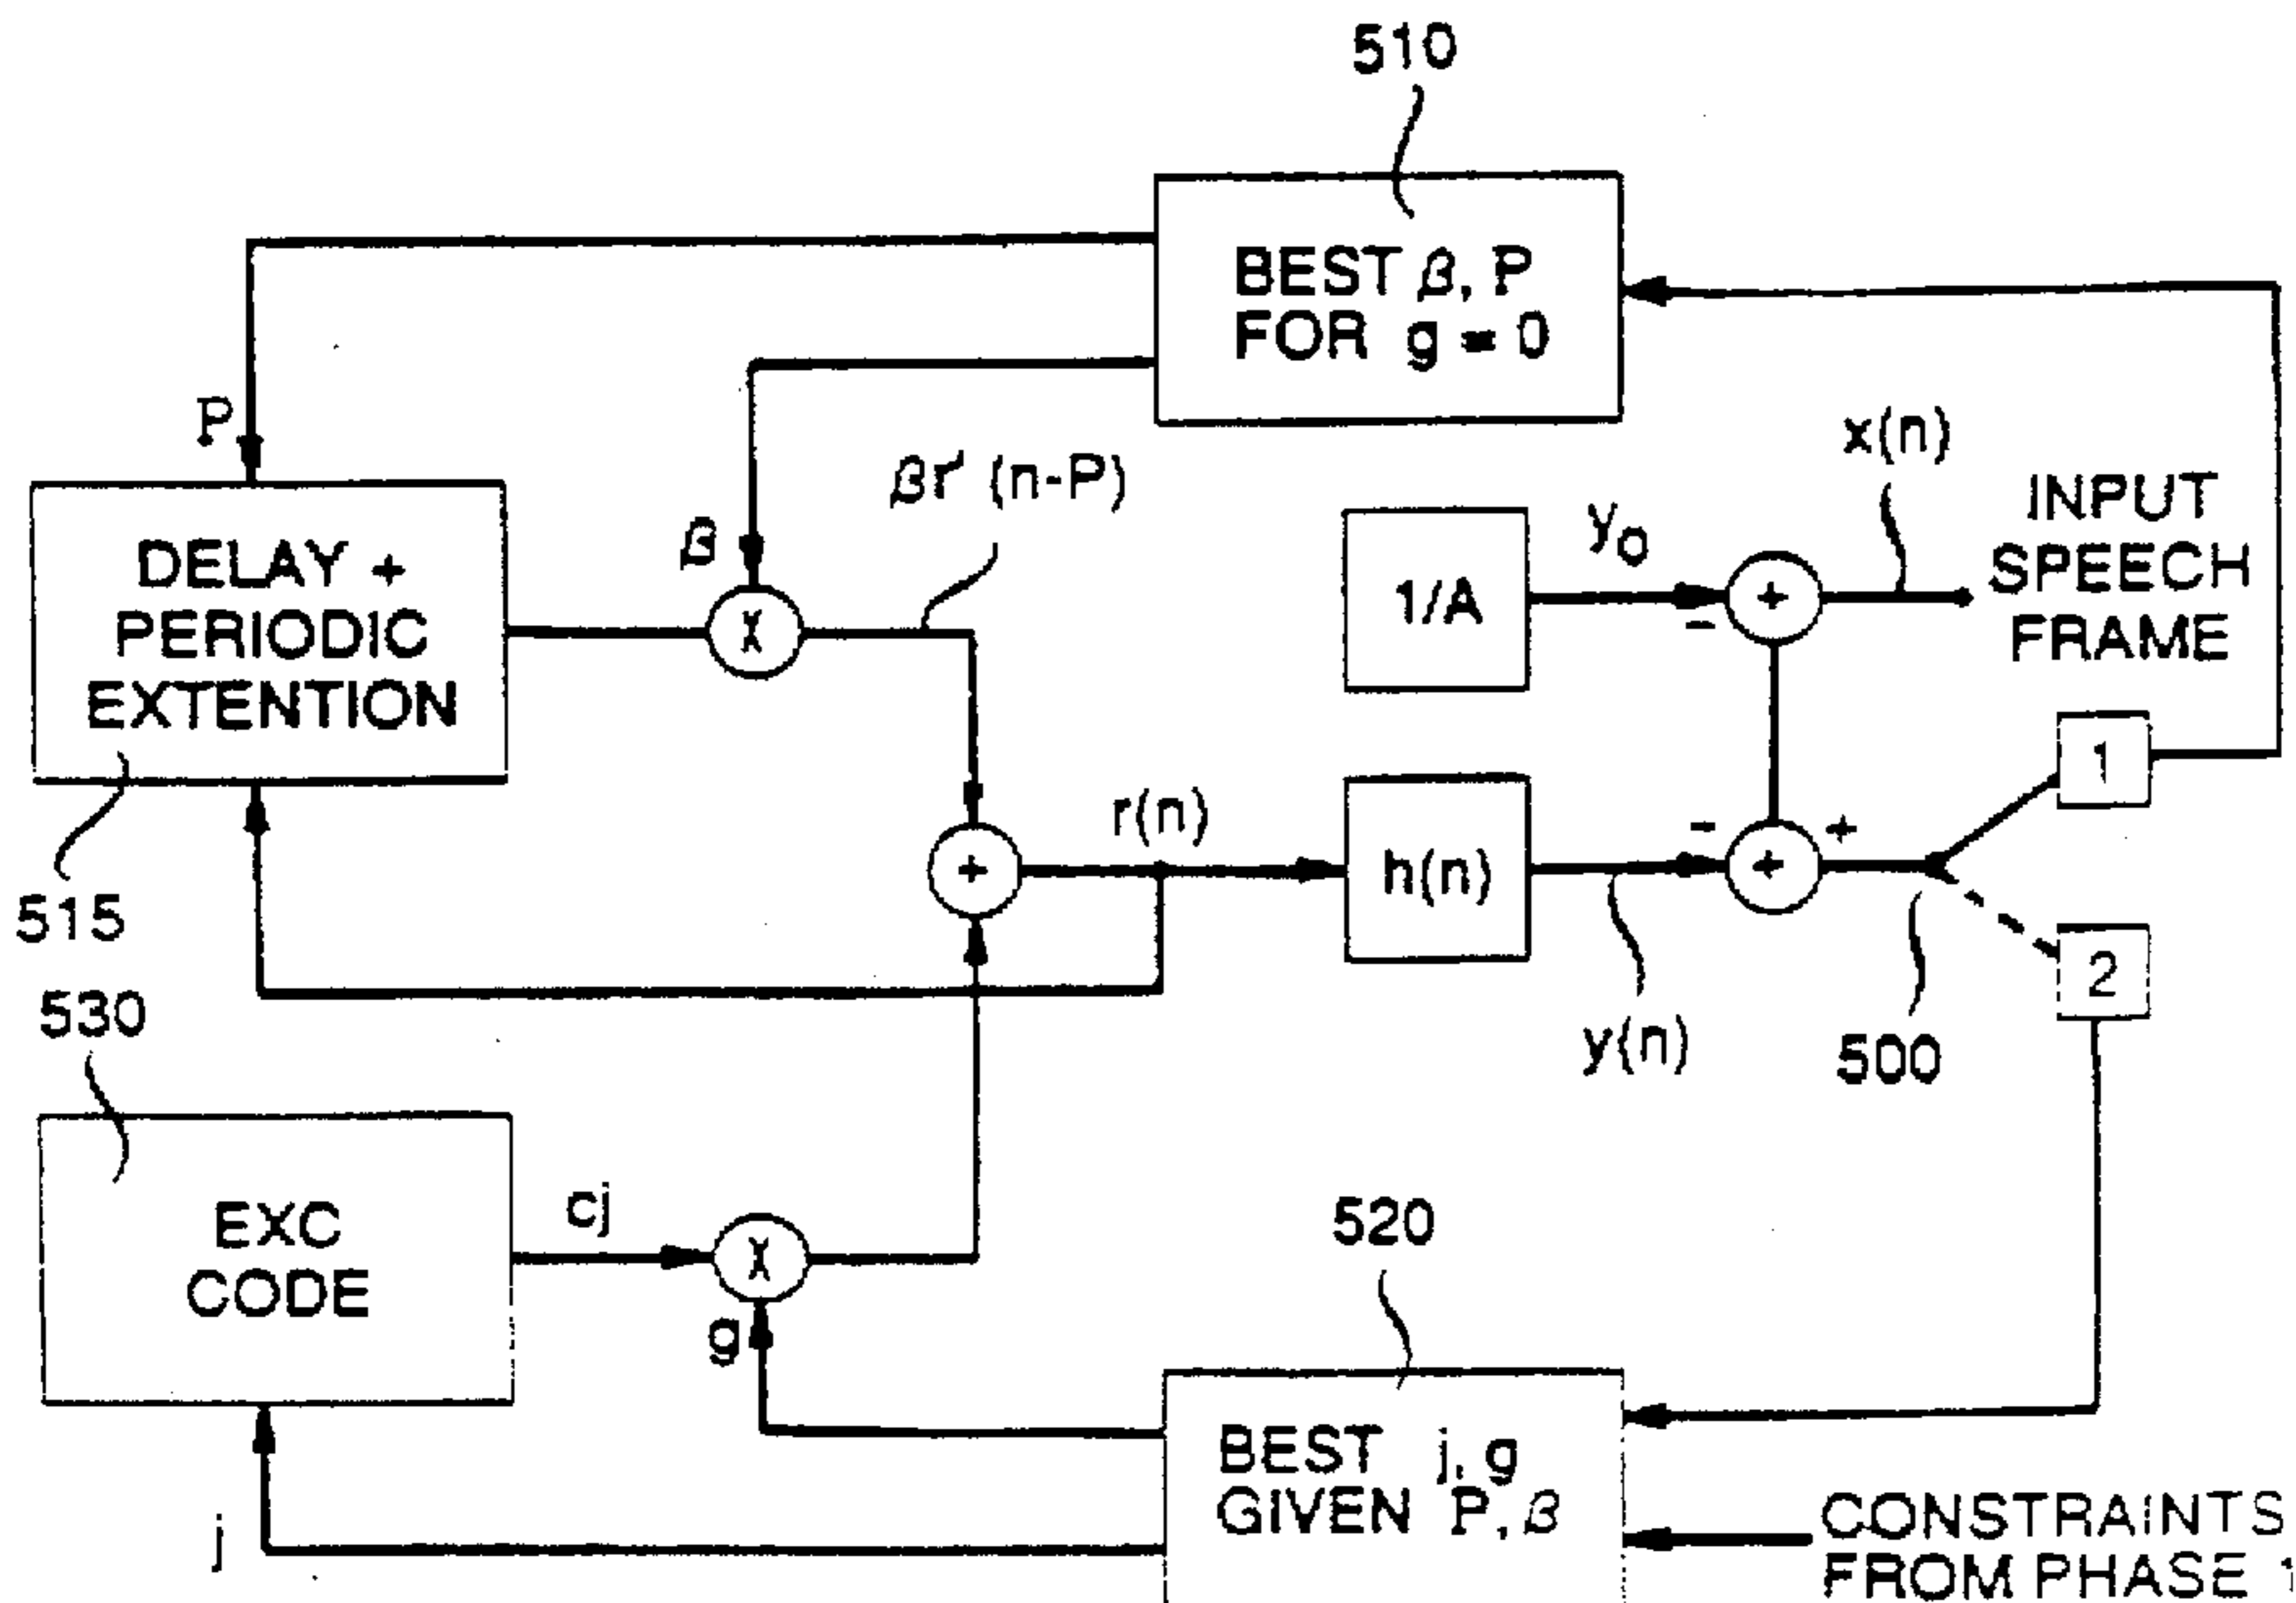 510
BEST β, P
FOR g = 0
P
β
βr' (n-P)
x(n)
INPUT
SPEECH
FRAME
DELAY +
PERIODIC
EXTENTION
X
1/A
y₀
+
-
1
515
r(n)
+
h(n)
-
+
+
2
530
y(n)
500
EXC
CODE
cj
X
g
520
BEST j, g
GIVEN P, β
j
CONSTRAINTS
FROM PHASE 1